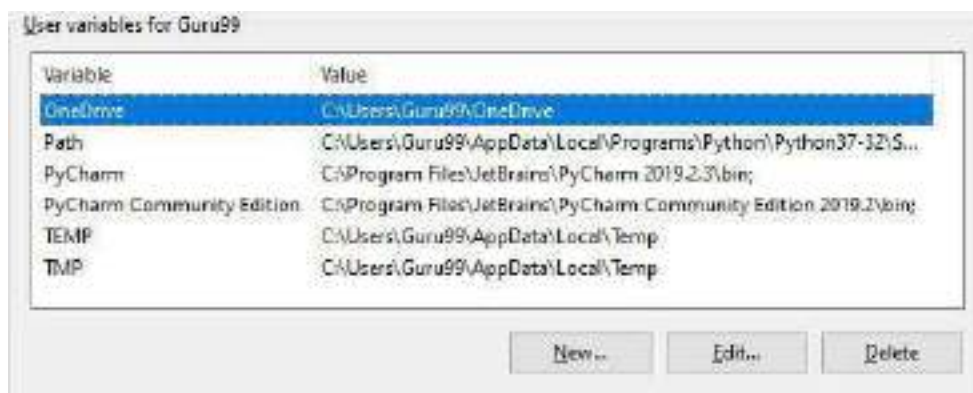 User variables for Guru99
Variable Value
OneDrive C:\Users\Guru99\OneDrive
Path C:\Users\Guru99\AppData\Local\Programs\Python\Python37-32\S...
PyCharm C:\Program Files\JetBrains\PyCharm 2019.2.3\bin;
PyCharm Community Edition C:\Program Files\JetBrains\PyCharm Community Edition 2019.2\bin;
TEMP C:\Users\Guru99\AppData\Local\Temp
TMP C:\Users\Guru99\AppData\Local\Temp
New... Edit... Delete